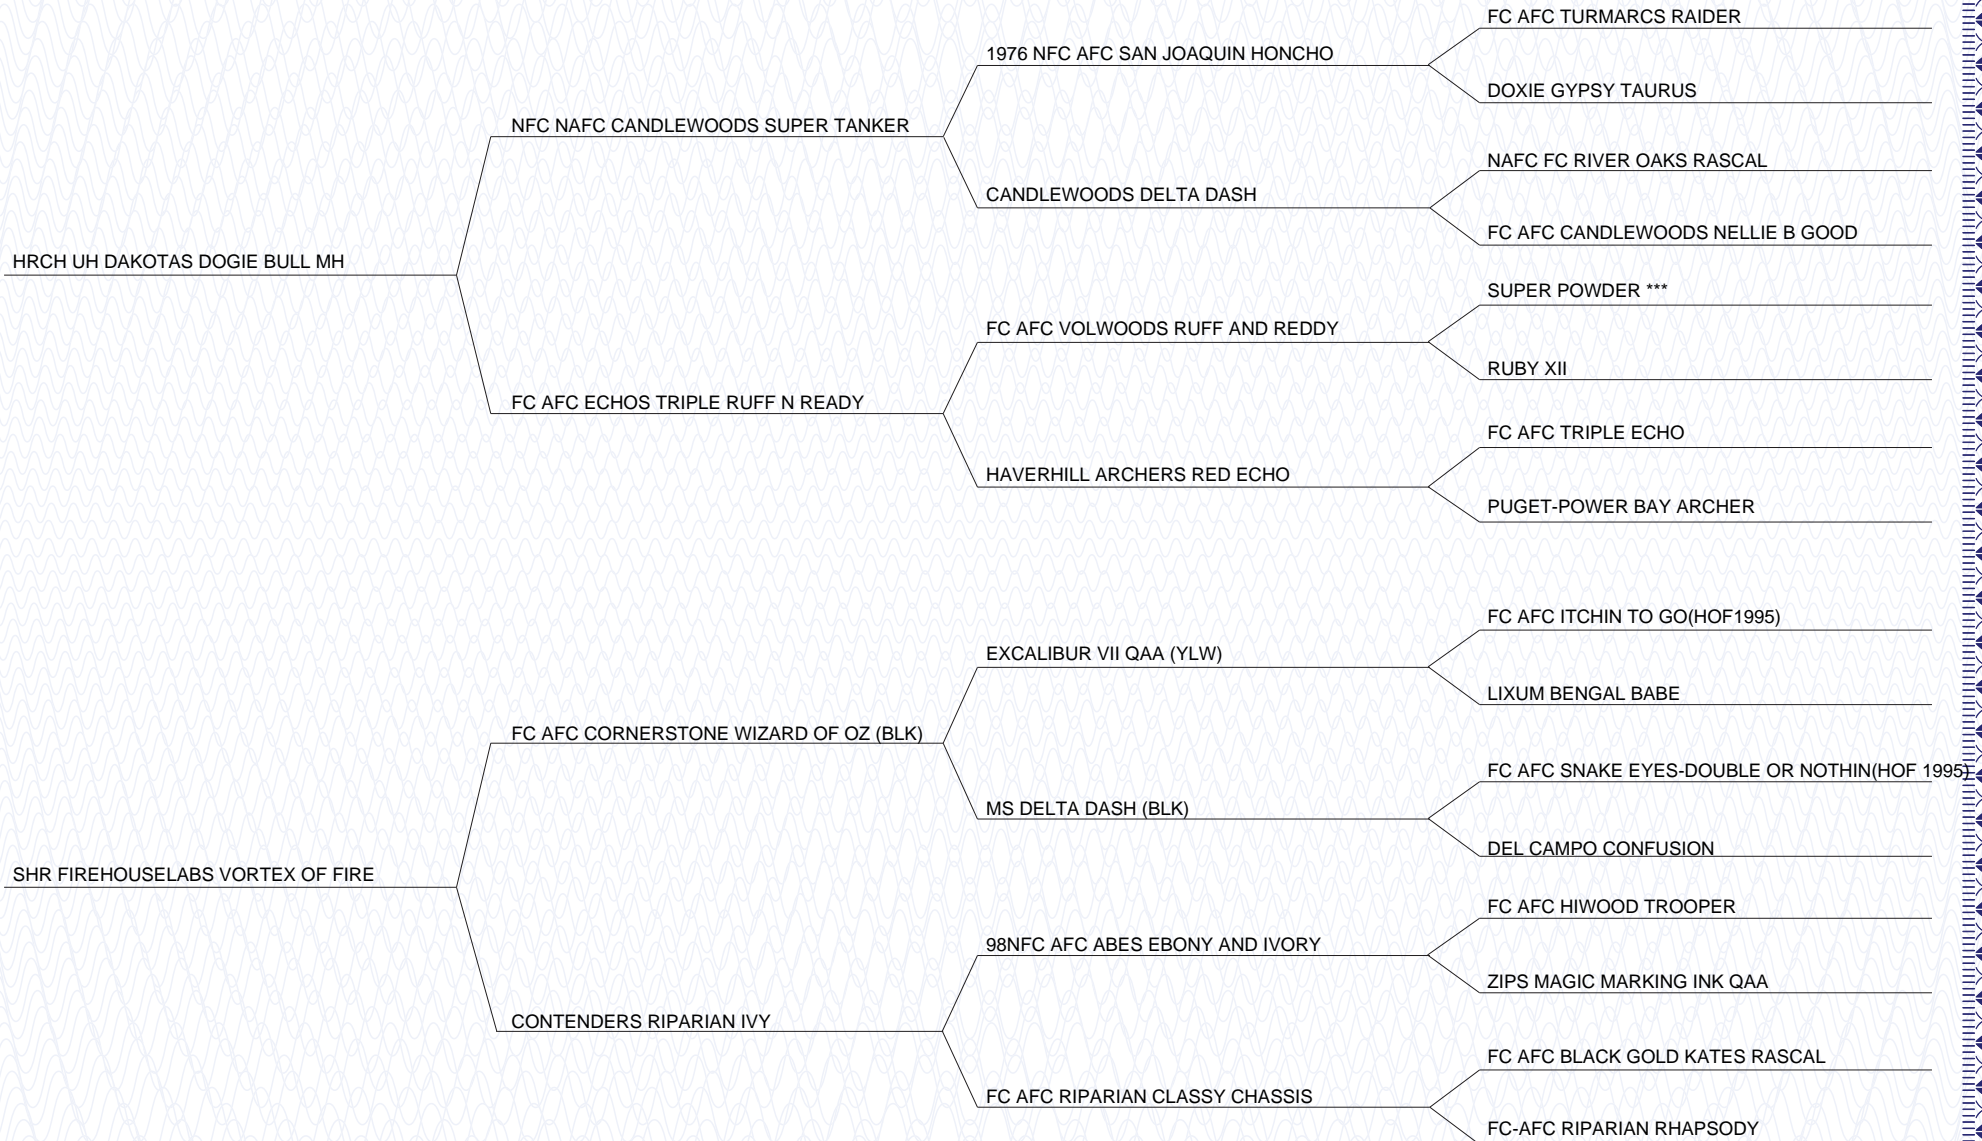 FC AFC TURMARCS RAIDER
1976 NFC AFC SAN JOAQUIN HONCHO
DOXIE GYPSY TAURUS
NFC NAFC CANDLEWOODS SUPER TANKER
NAFC FC RIVER OAKS RASCAL
CANDLEWOODS DELTA DASH
FC AFC CANDLEWOODS NELLIE B GOOD
HRCH UH DAKOTAS DOGIE BULL MH
SUPER POWDER ***
FC AFC VOLWOODS RUFF AND REDDY
RUBY XII
FC AFC ECHOS TRIPLE RUFF N READY
FC AFC TRIPLE ECHO
HAVERHILL ARCHERS RED ECHO
PUGET-POWER BAY ARCHER
FC AFC ITCHIN TO GO(HOF1995)
EXCALIBUR VII QAA (YLW)
LIXUM BENGAL BABE
FC AFC CORNERSTONE WIZARD OF OZ (BLK)
FC AFC SNAKE EYES-DOUBLE OR NOTHIN(HOF 1995)
MS DELTA DASH (BLK)
DEL CAMPO CONFUSION
SHR FIREHOUSELABS VORTEX OF FIRE
FC AFC HIWOOD TROOPER
98NFC AFC ABES EBONY AND IVORY
ZIPS MAGIC MARKING INK QAA
CONTENDERS RIPARIAN IVY
FC AFC BLACK GOLD KATES RASCAL
FC AFC RIPARIAN CLASSY CHASSIS
FC-AFC RIPARIAN RHAPSODY